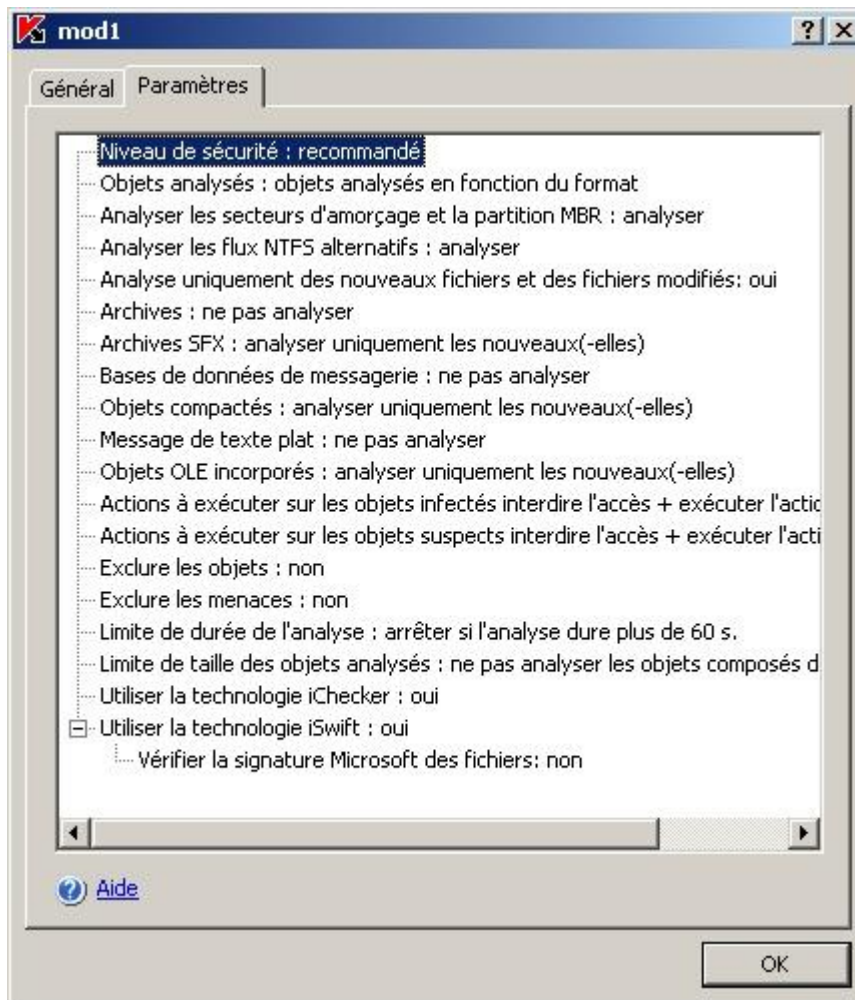 mod1
Général
Paramètres
Niveau de sécurité : recommandé
Objets analysés : objets analysés en fonction du format
Analyser les secteurs d'amorçage et la partition MBR : analyser
Analyser les flux NTFS alternatifs : analyser
Analyse uniquement des nouveaux fichiers et des fichiers modifiés: oui
Archives : ne pas analyser
Archives SFX : analyser uniquement les nouveaux(-elles)
Bases de données de messagerie : ne pas analyser
Objets compactés : analyser uniquement les nouveaux(-elles)
Message de texte plat : ne pas analyser
Objets OLE incorporés : analyser uniquement les nouveaux(-elles)
Actions à exécuter sur les objets infectés interdire l'accès + exécuter l'actio
Actions à exécuter sur les objets suspects interdire l'accès + exécuter l'acti
Exclure les objets : non
Exclure les menaces : non
Limite de durée de l'analyse : arrêter si l'analyse dure plus de 60 s.
Limite de taille des objets analysés : ne pas analyser les objets composés d
Utiliser la technologie iChecker : oui
Utiliser la technologie iSwift : oui
Vérifier la signature Microsoft des fichiers: non
Aide
OK